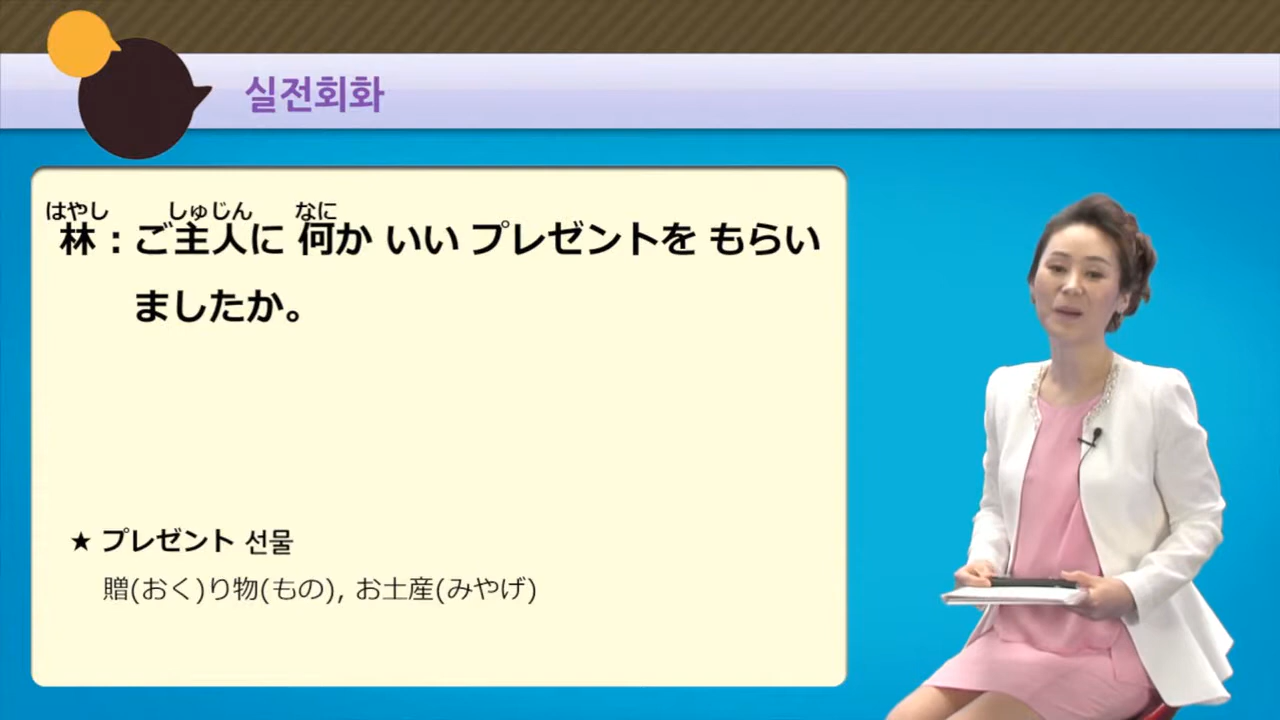 실전회화
はやし しゅじん なに
林：ご主人に 何か いい プレゼントを もらい
ましたか。
★ プレゼント 선물
贈(おく)り物(もの), お土産(みやげ)